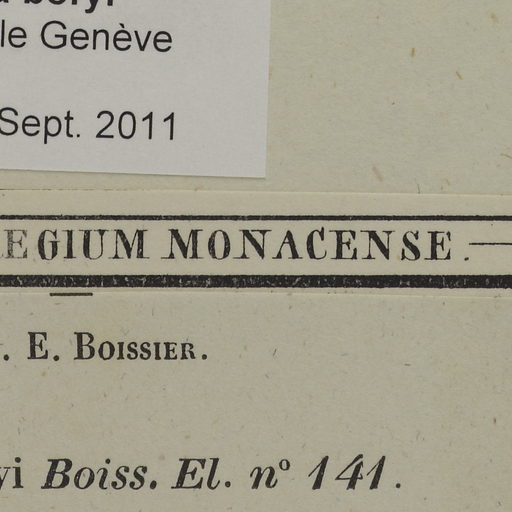 le Genève
Sept. 2011
EGIUM MONACENSE.
. E. BOISSIER.
yi Boiss. El. nº 141.